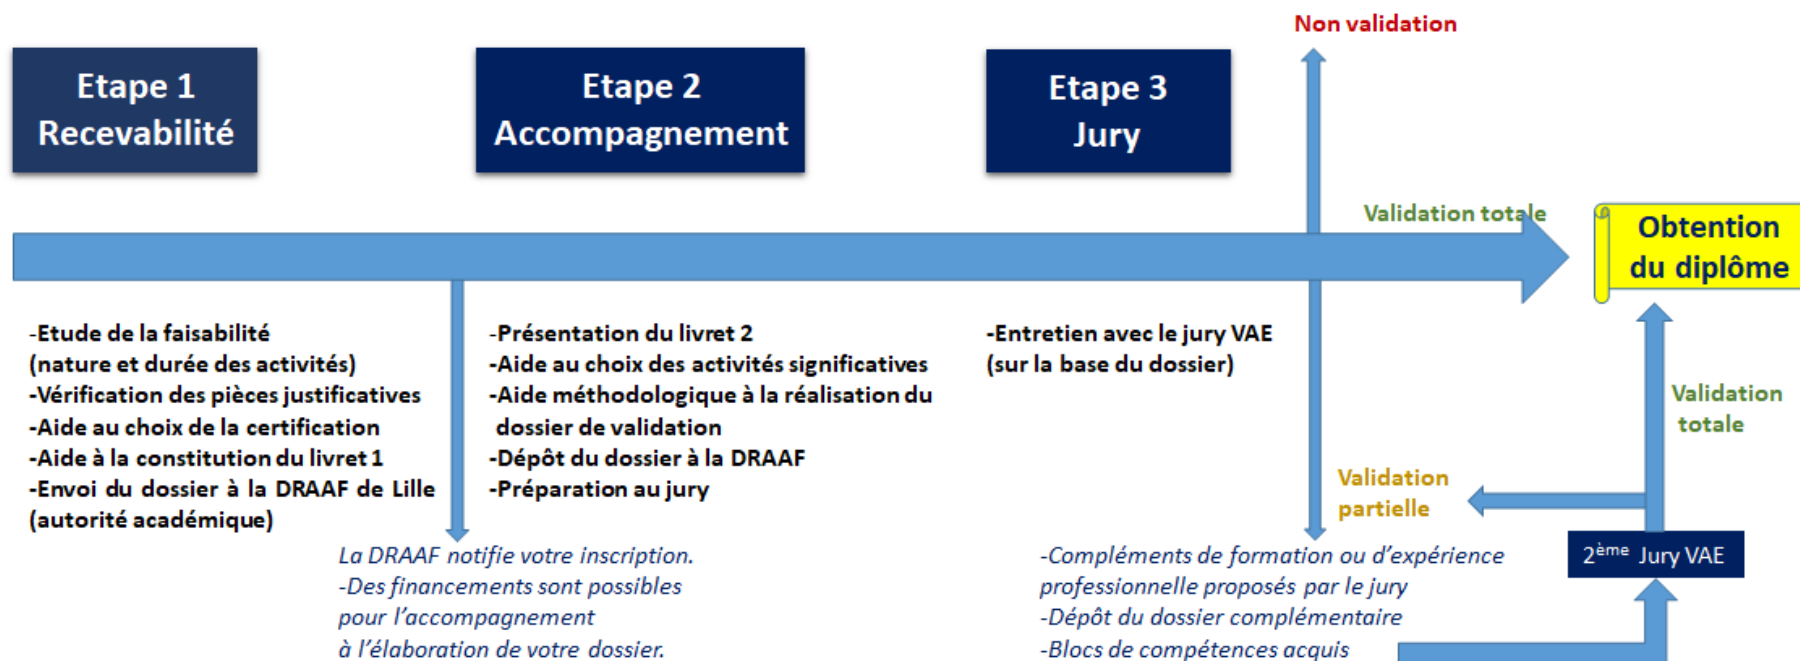 Non validation
Etape 1
Recevabilité
Etape 2
Accompagnement
Etape 3
Jury
Validation totale
Obtention
du diplôme
-Etude de la faisabilité
(nature et durée des activités)
-Vérification des pièces justificatives
-Aide au choix de la certification
-Aide à la constitution du livret 1
-Envoi du dossier à la DRAAF de Lille
(autorité académique)
-Présentation du livret 2
-Aide au choix des activités significatives
-Aide méthodologique à la réalisation du
dossier de validation
-Dépôt du dossier à la DRAAF
-Préparation au jury
-Entretien avec le jury VAE
(sur la base du dossier)
Validation
totale
Validation
partielle
La DRAAF notifie votre inscription.
-Des financements sont possibles
pour l'accompagnement
à l'élaboration de votre dossier.
-Compléments de formation ou d'expérience
professionnelle proposés par le jury
-Dépôt du dossier complémentaire
-Blocs de compétences acquis
2ème Jury VAE